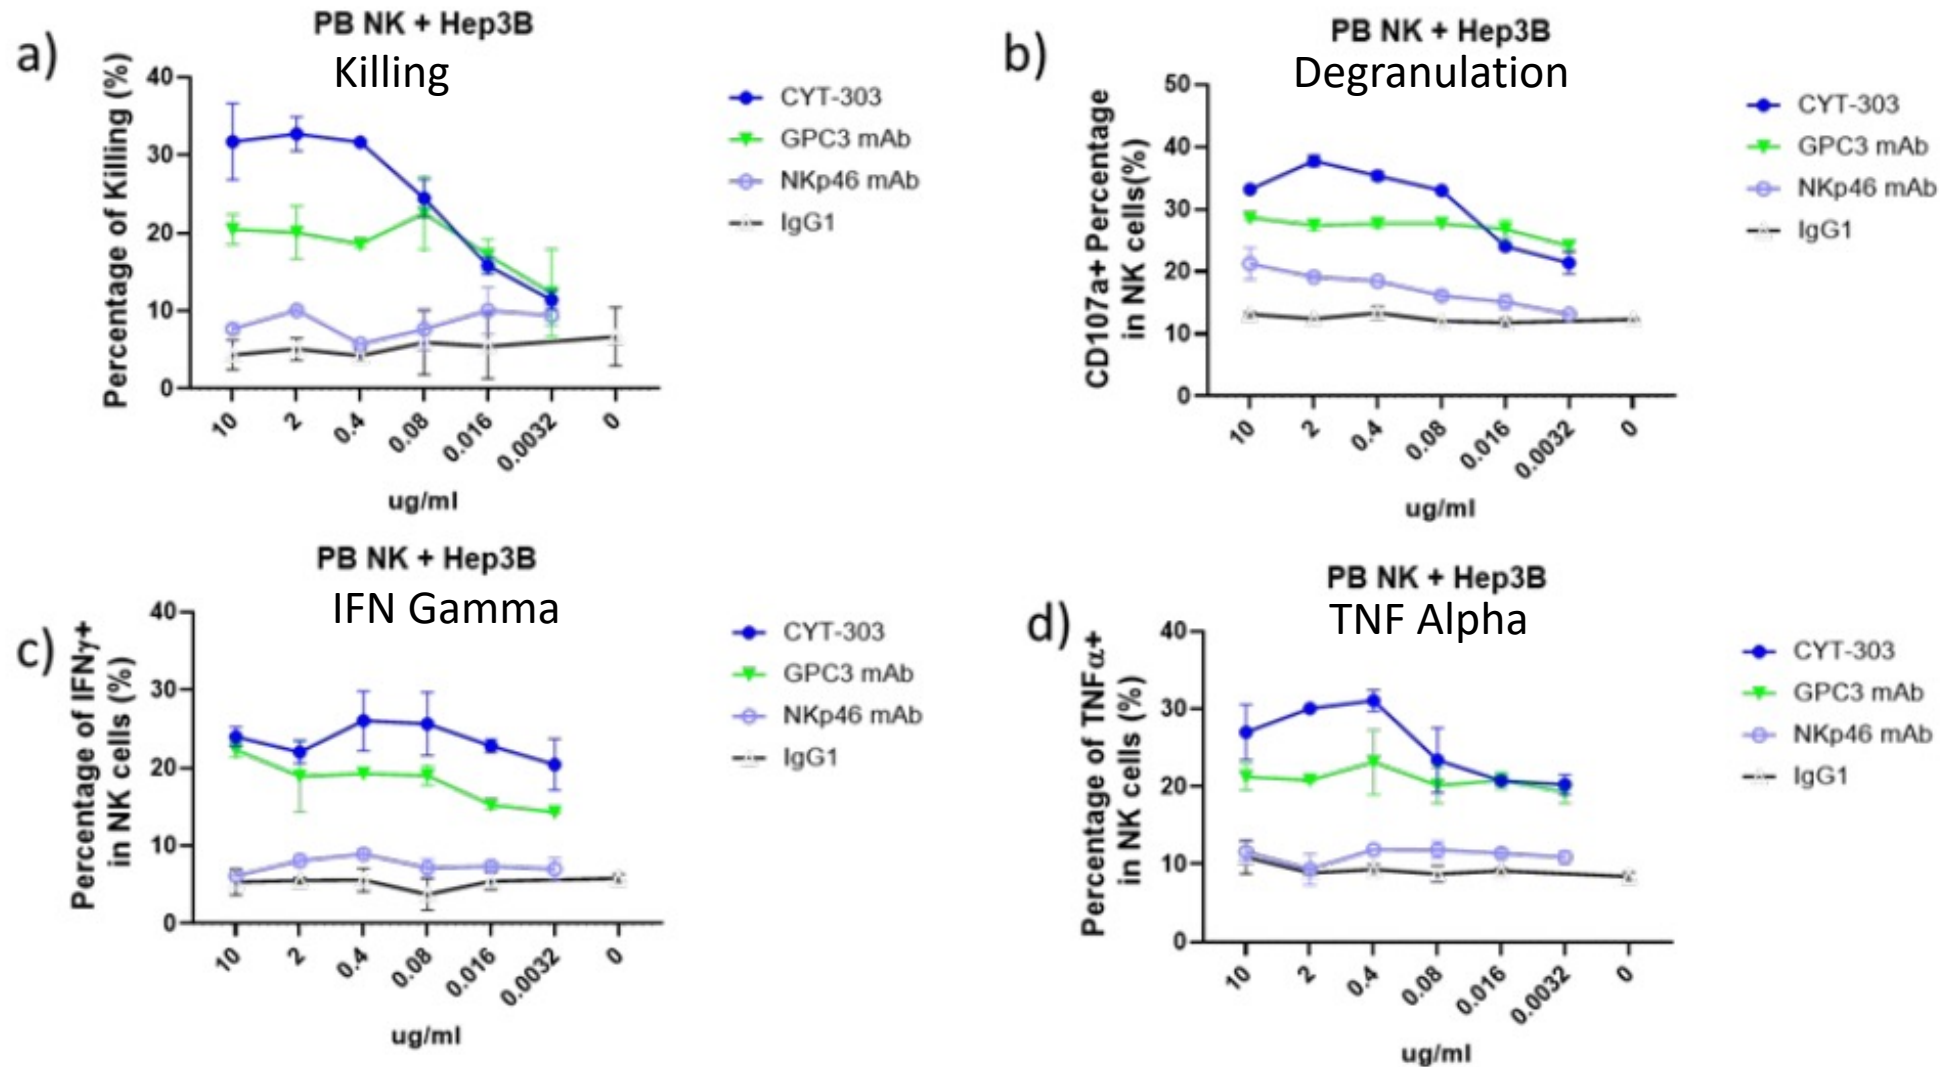 a)
PB NK + Hep3B
Killing
Percentage of Killing (%)
40
30
20
10
0
10
2
0.4
0.08
0.016
0.0032
0
ug/ml
CYT-303
GPC3 mAb
NKp46 mAb
IgG1
b)
PB NK + Hep3B
Degranulation
CD107a+ Percentage
in NK cells(%)
50
40
30
20
10
0
10
2
0.4
0.08
0.016
0.0032
0
ug/ml
CYT-303
GPC3 mAb
NKp46 mAb
IgG1
c)
PB NK + Hep3B
IFN Gamma
Percentage of IFNγ+
in NK cells (%)
40
30
20
10
0
10
2
0.4
0.08
0.016
0.0032
0
ug/ml
CYT-303
GPC3 mAb
NKp46 mAb
IgG1
d)
PB NK + Hep3B
TNF Alpha
Percentage of TNFα+
in NK cells (%)
40
30
20
10
0
10
2
0.4
0.08
0.016
0.0032
0
ug/ml
CYT-303
GPC3 mAb
NKp46 mAb
IgG1